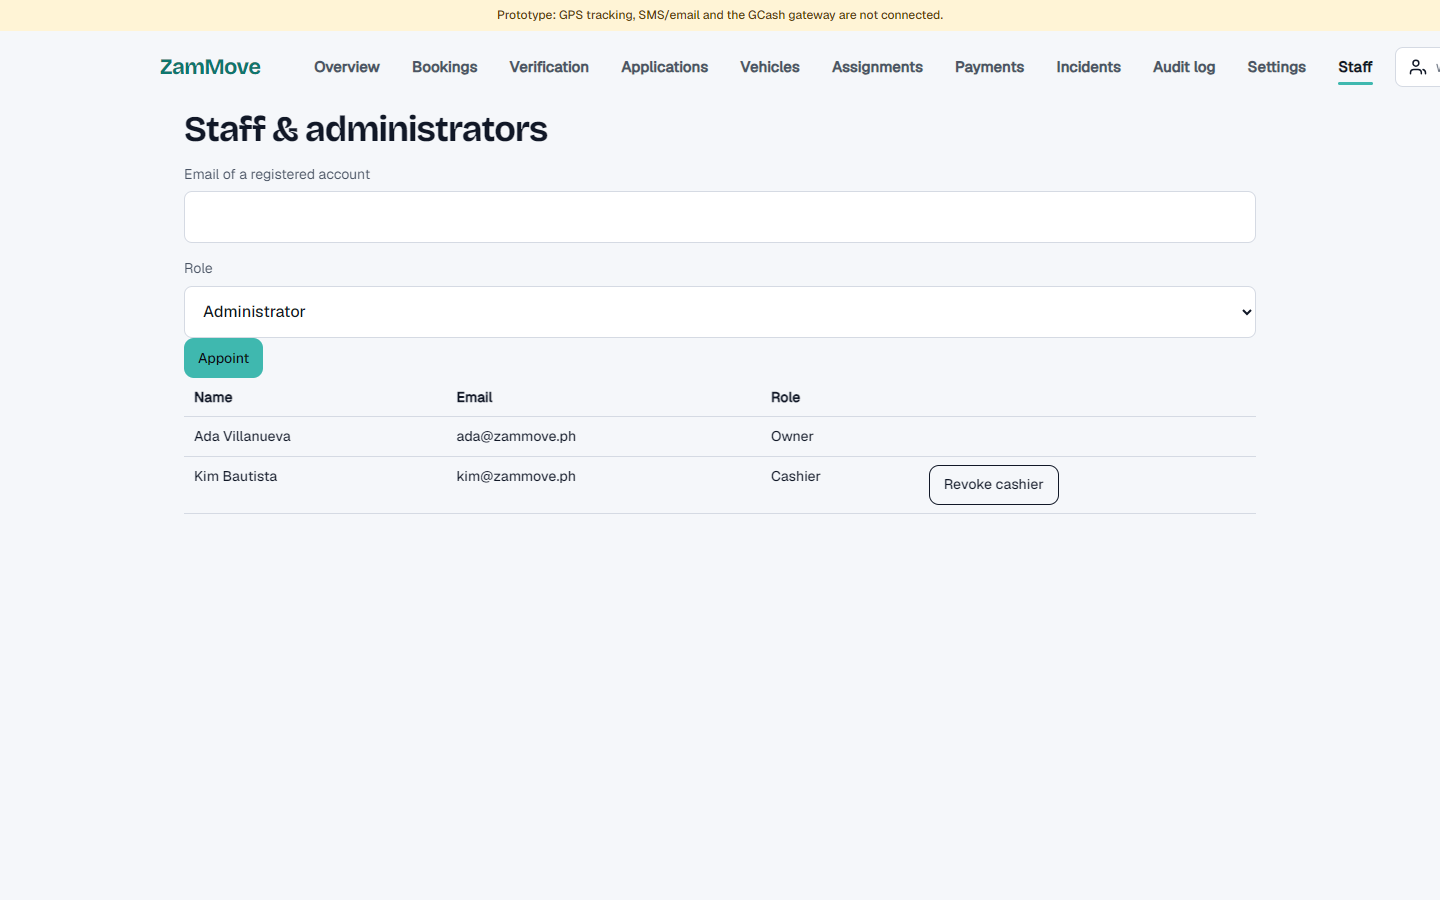 Prototype: GPS tracking, SMS/email and the GCash gateway are not connected.
ZamMove Overview Bookings Verification Applications Vehicles Assignments Payments Incidents Audit log Settings Staff
Staff & administrators
Email of a registered account
Role
Administrator
Appoint
Name Email Role
Ada Villanueva ada@zammove.ph Owner
Kim Bautista kim@zammove.ph Cashier Revoke cashier